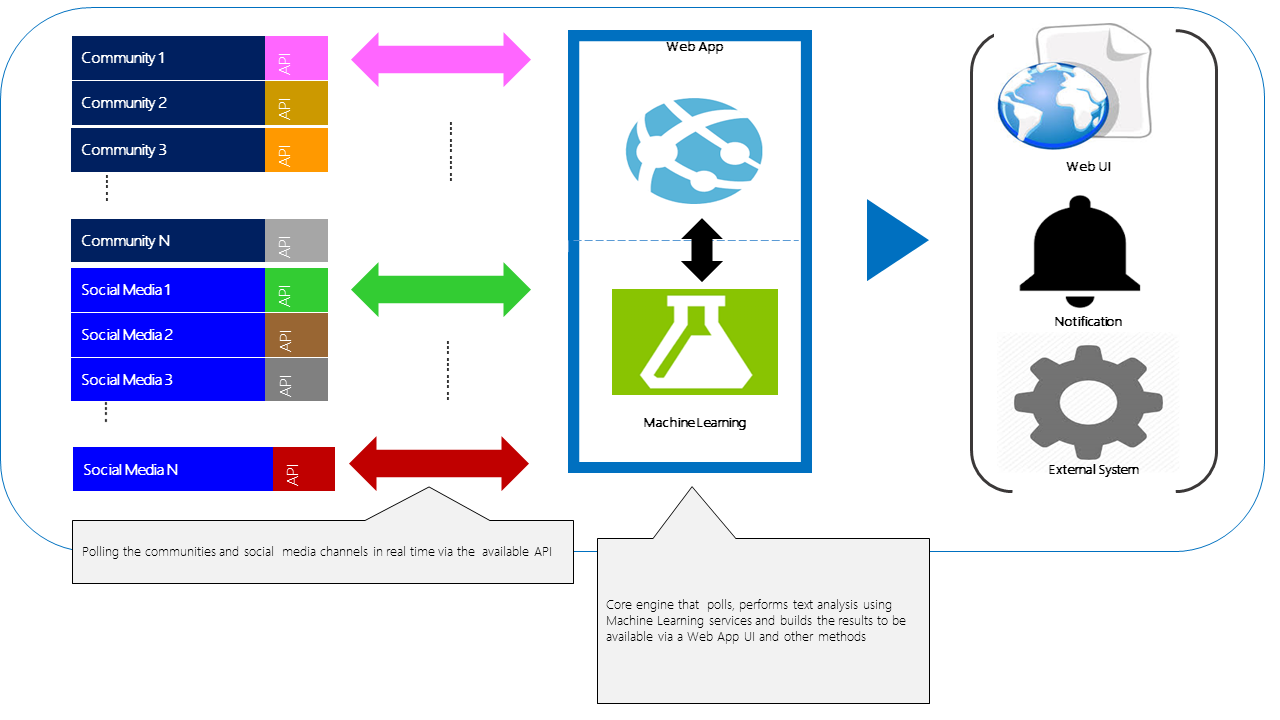 Community 1
API
Community 2
API
Community 3
API
Community N
API
Social Media 1
API
Social Media 2
API
Social Media 3
API
Social Media N
API
Web App
Machine Learning
Web UI
Notification
External System
Polling the communities and social media channels in real time via the available API
Core engine that polls, performs text analysis using
Machine Learning services and builds the results to be
available via a Web App UI and other methods